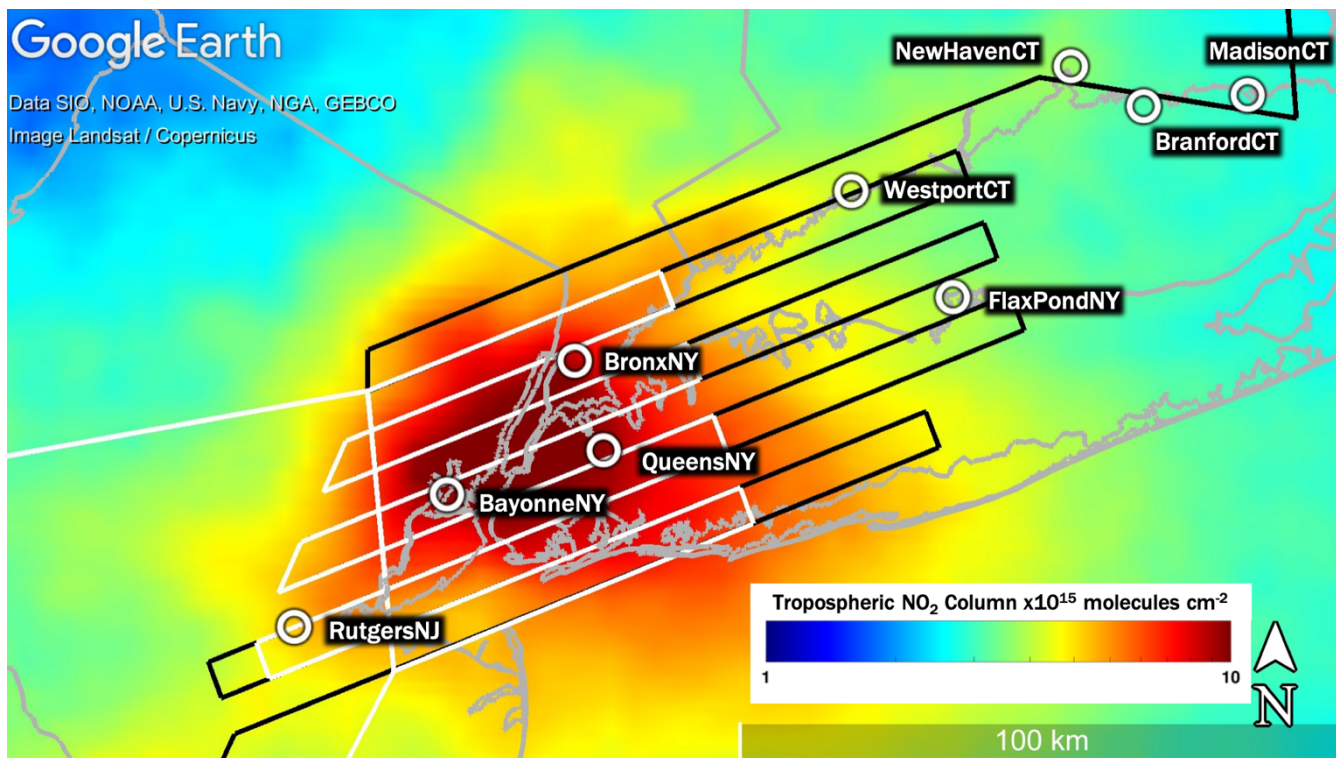 Google Earth
Data SIO, NOAA, U.S. Navy, NGA, GEBCO
Image Landsat / Copernicus
NewHavenCT
MadisonCT
BranfordCT
WestportCT
FlaxPondNY
BronxNY
QueensNY
BayonneNY
RutgersNJ
Tropospheric NO₂ Column x10¹⁵ molecules cm⁻²
1 10
N
100 km